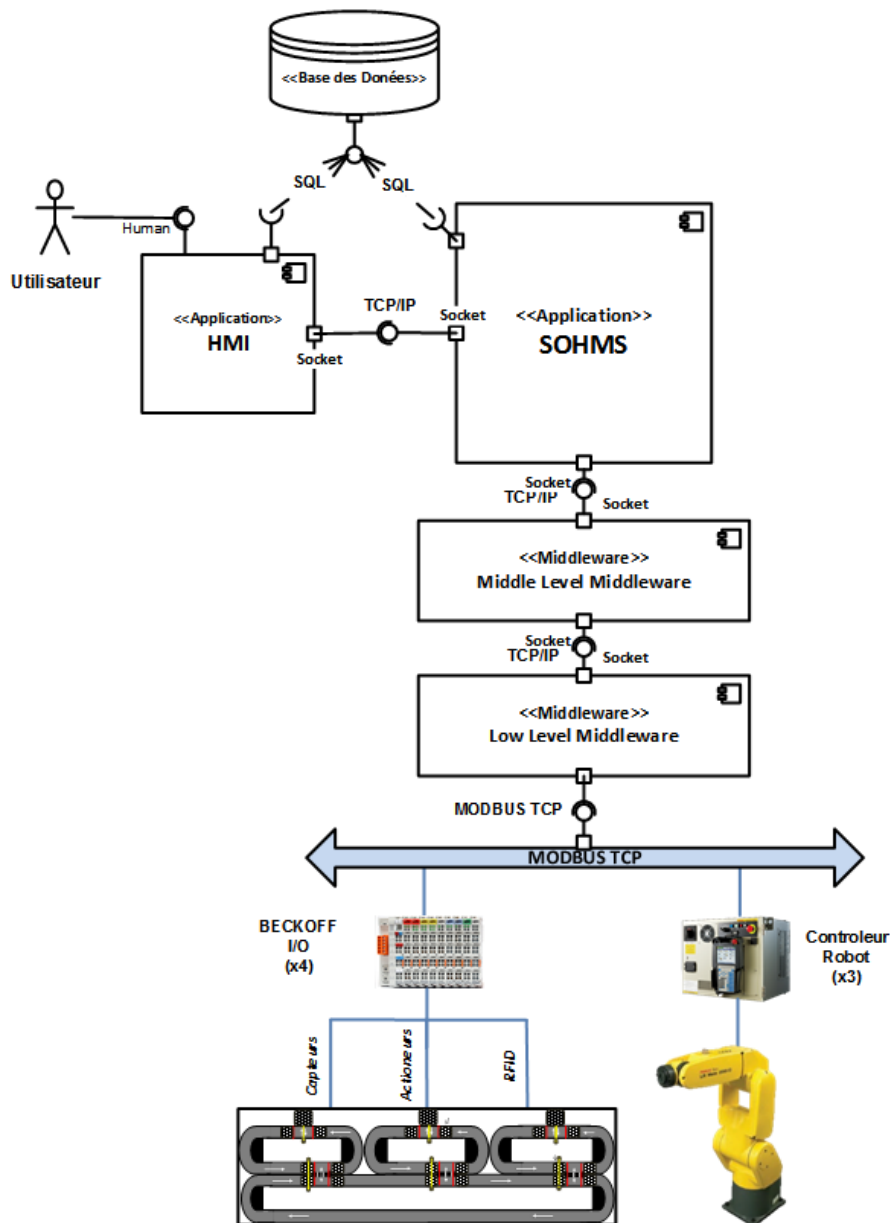 <<Base des Donées>>
SQL
SQL
Human
Utilisateur
<<Application>>
HMI
Socket
TCP/IP
Socket
<<Application>>
SOHMS
Socket
TCP/IP
Socket
<<Middleware>>
Middle Level Middleware
Socket
TCP/IP
Socket
<<Middleware>>
Low Level Middleware
MODBUS TCP
MODBUS TCP
BECKOFF
I/O
(x4)
Controleur
Robot
(x3)
Capteurs
Actioneurs
RFID